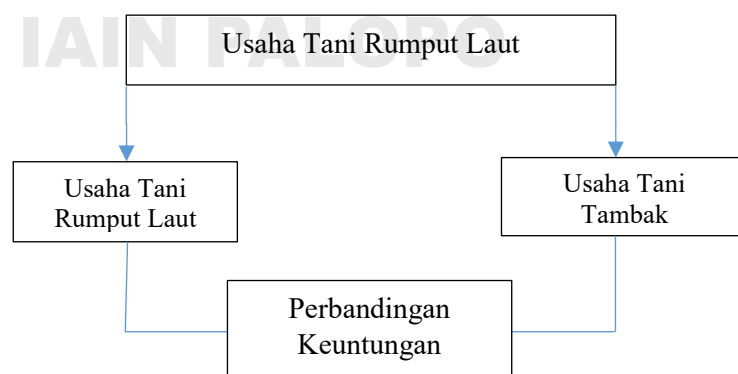 IAIN PALOPO
Usaha Tani Rumput Laut
Usaha Tani
Rumput Laut
Usaha Tani
Tambak
Perbandingan
Keuntungan